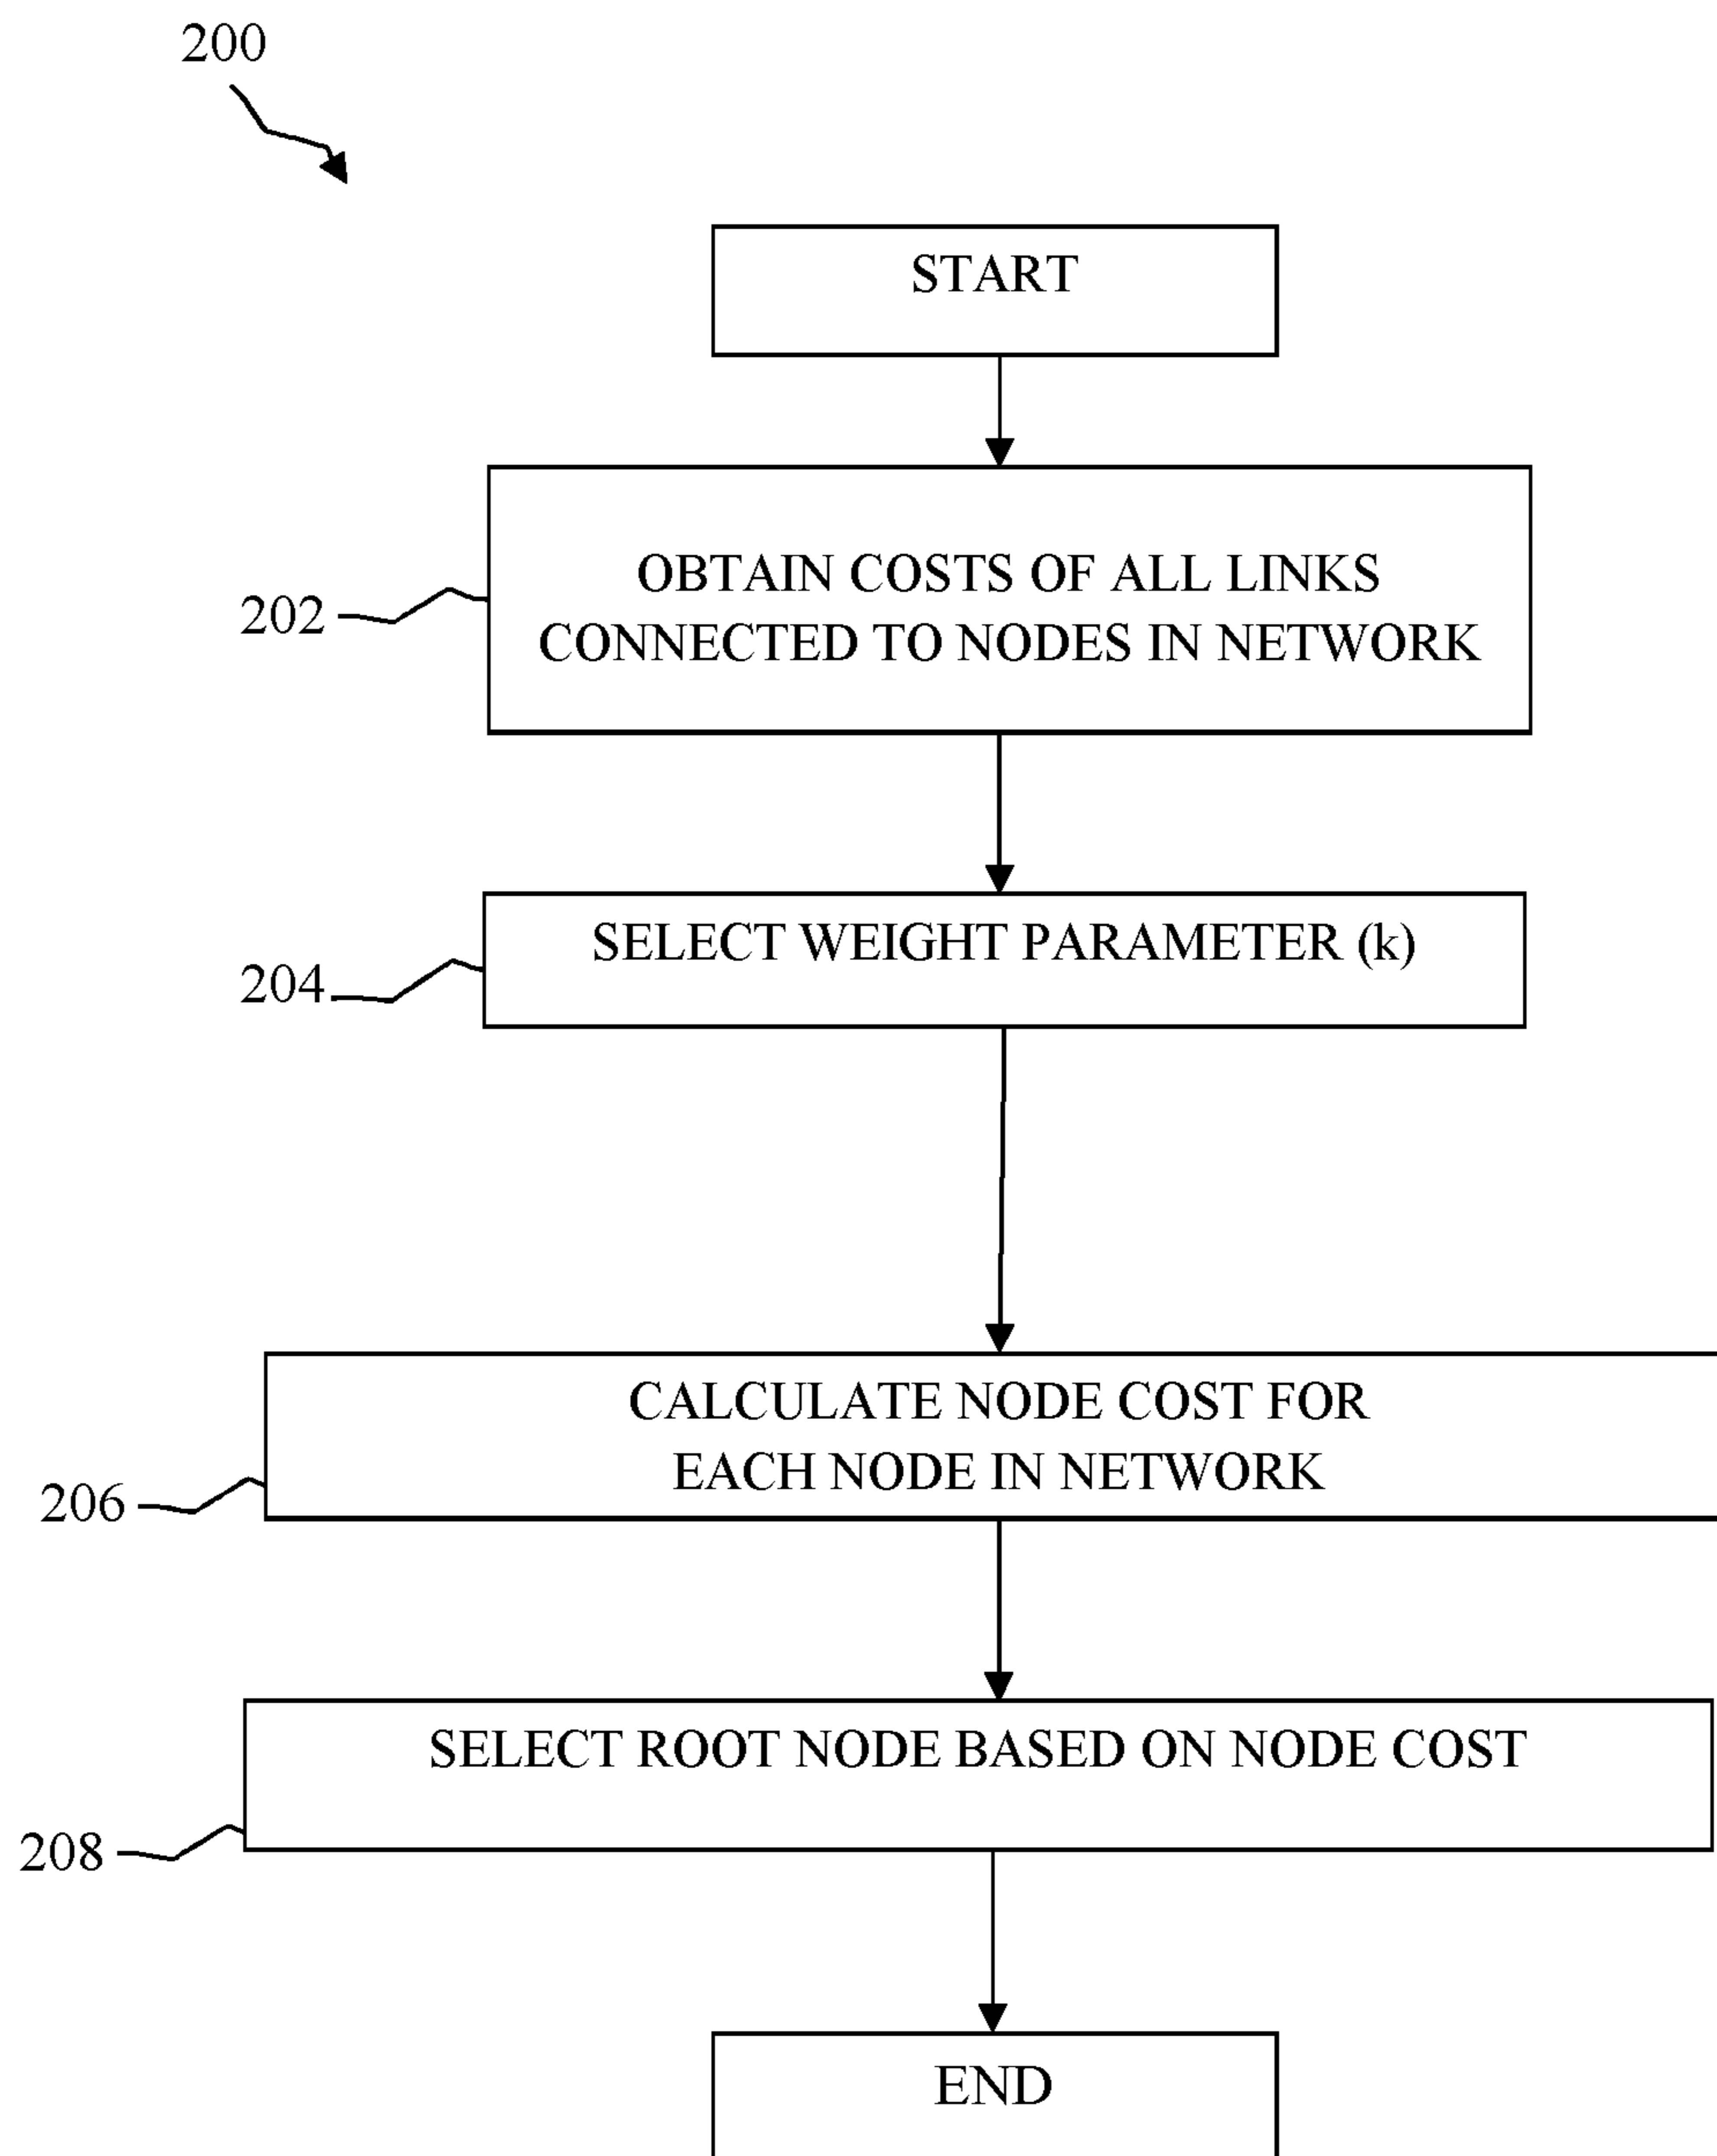 200
START
202
OBTAIN COSTS OF ALL LINKS
CONNECTED TO NODES IN NETWORK
204
SELECT WEIGHT PARAMETER (k)
206
CALCULATE NODE COST FOR
EACH NODE IN NETWORK
208
SELECT ROOT NODE BASED ON NODE COST
END